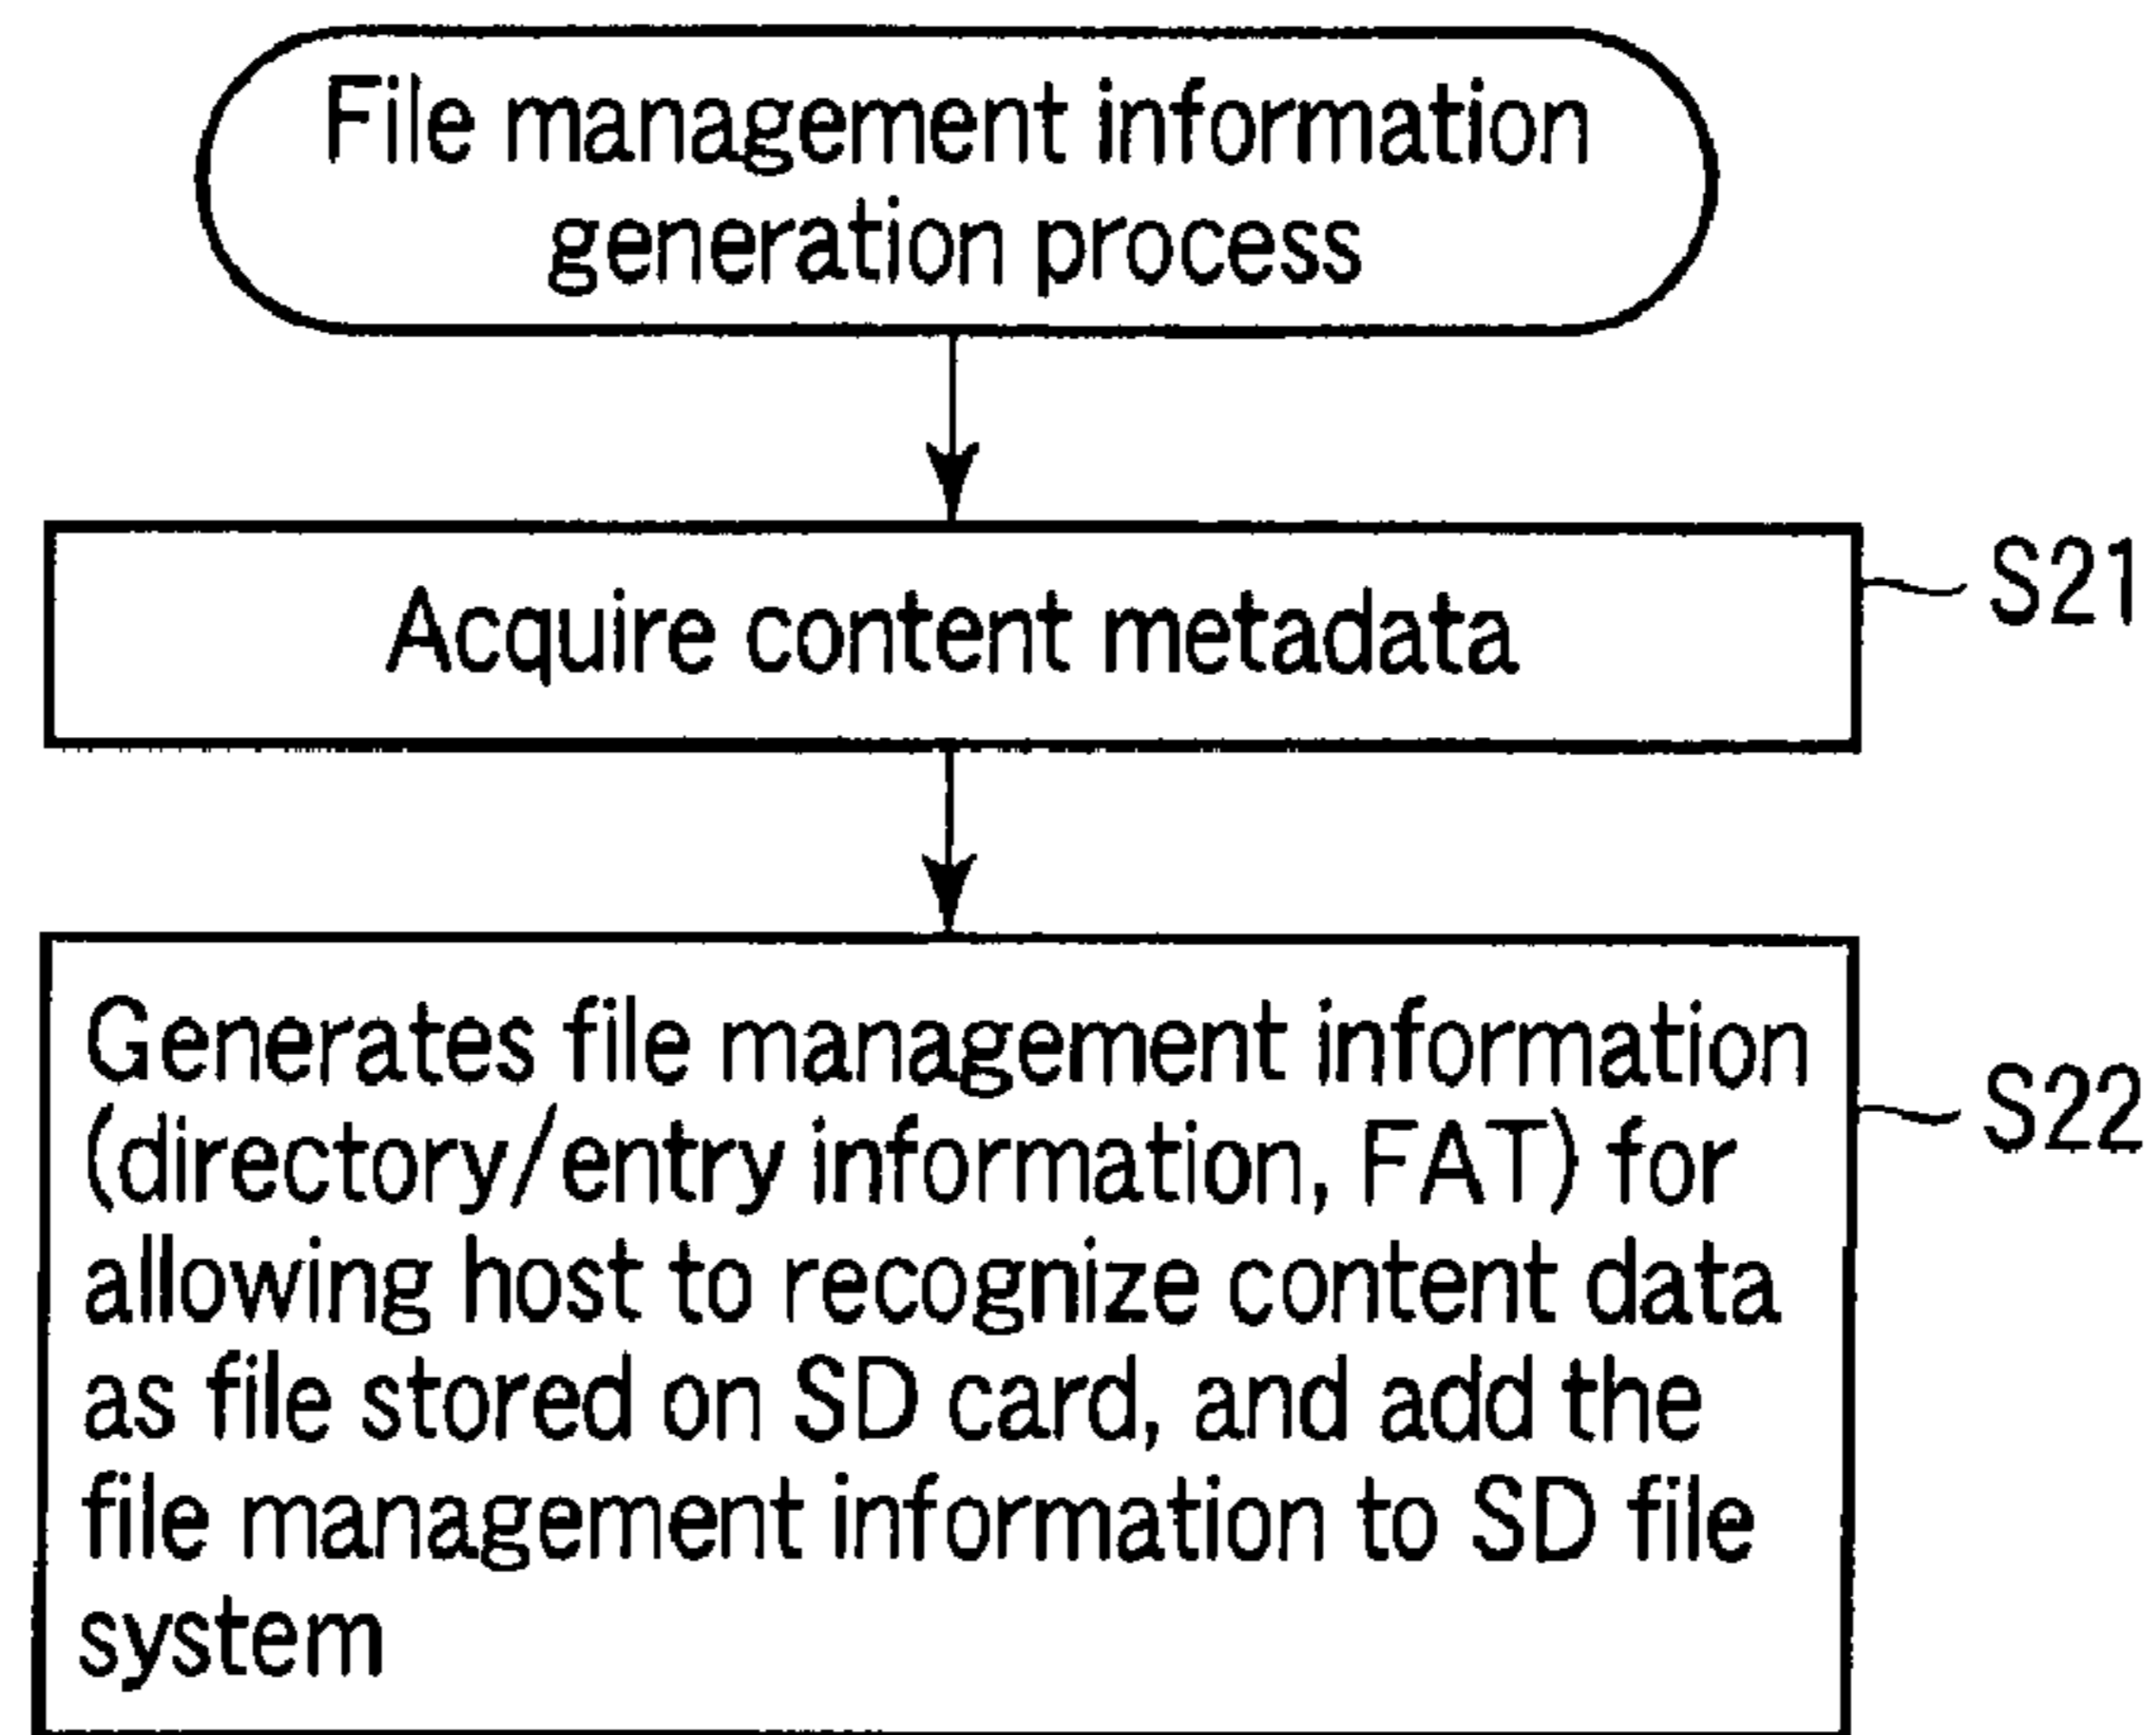 File management information
generation process
Acquire content metadata
S21
Generates file management information
(directory/entry information, FAT) for
allowing host to recognize content data
as file stored on SD card, and add the
file management information to SD file
system
S22